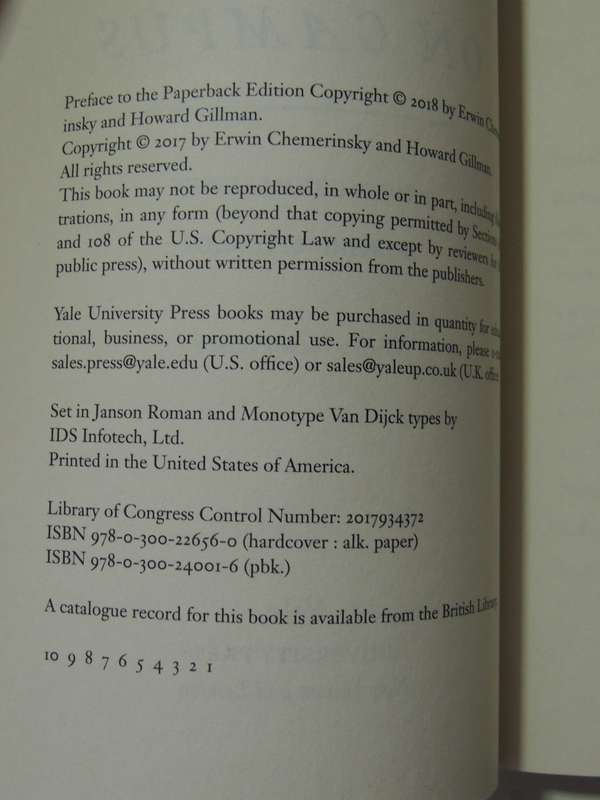 Preface to the Paperback Edition Copyright © 2018 by Erwin
insky and Howard Gillman.
Copyright © 2017 by Erwin Chemerinsky and Howard Gillman.
All rights reserved.
This book may not be reproduced, in whole or in part, including
trations, in any form (beyond that copying permitted by Sections
and 108 of the U.S. Copyright Law and except by reviewers for
public press), without written permission from the publishers.
Yale University Press books may be purchased in quantity for
tional, business, or promotional use. For information, please
sales.press@yale.edu (U.S. office) or sales@yaleup.co.uk (U.K. office
Set in Janson Roman and Monotype Van Dijck types by
IDS Infotech, Ltd.
Printed in the United States of America.
Library of Congress Control Number: 2017934372
ISBN 978-0-300-22656-0 (hardcover : alk. paper)
ISBN 978-0-300-24001-6 (pbk.)
A catalogue record for this book is available from the British Library.
10 9 8 7 6 5 4 3 2 1